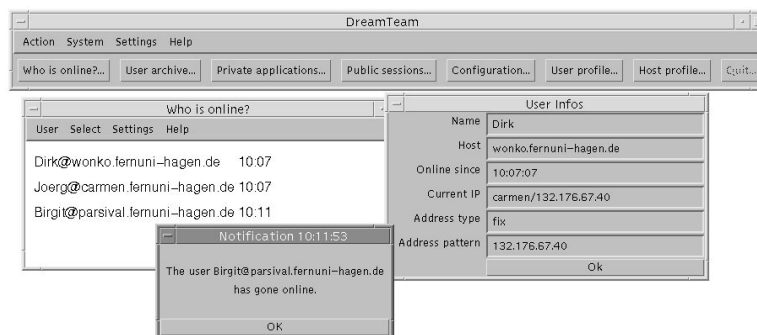 DreamTeam
Action System Settings Help
Who is online?... User archive... Private applications... Public sessions... Configuration... User profile... Host profile... Quit...
Who is online?
User Select Settings Help
Dirk@wonko.fernuni-hagen.de 10:07
Joerg@carmen.fernuni-hagen.de 10:07
Birgit@parsival.fernuni-hagen.de 10:11
User Infos
Name Dirk
Host wonko.fernuni-hagen.de
Online since 10:07:07
Current IP carmen/132.176.67.40
Address type fix
Address pattern 132.176.67.40
Ok
Notification 10:11:53
The user Birgit@parsival.fernuni-hagen.de
has gone online.
OK